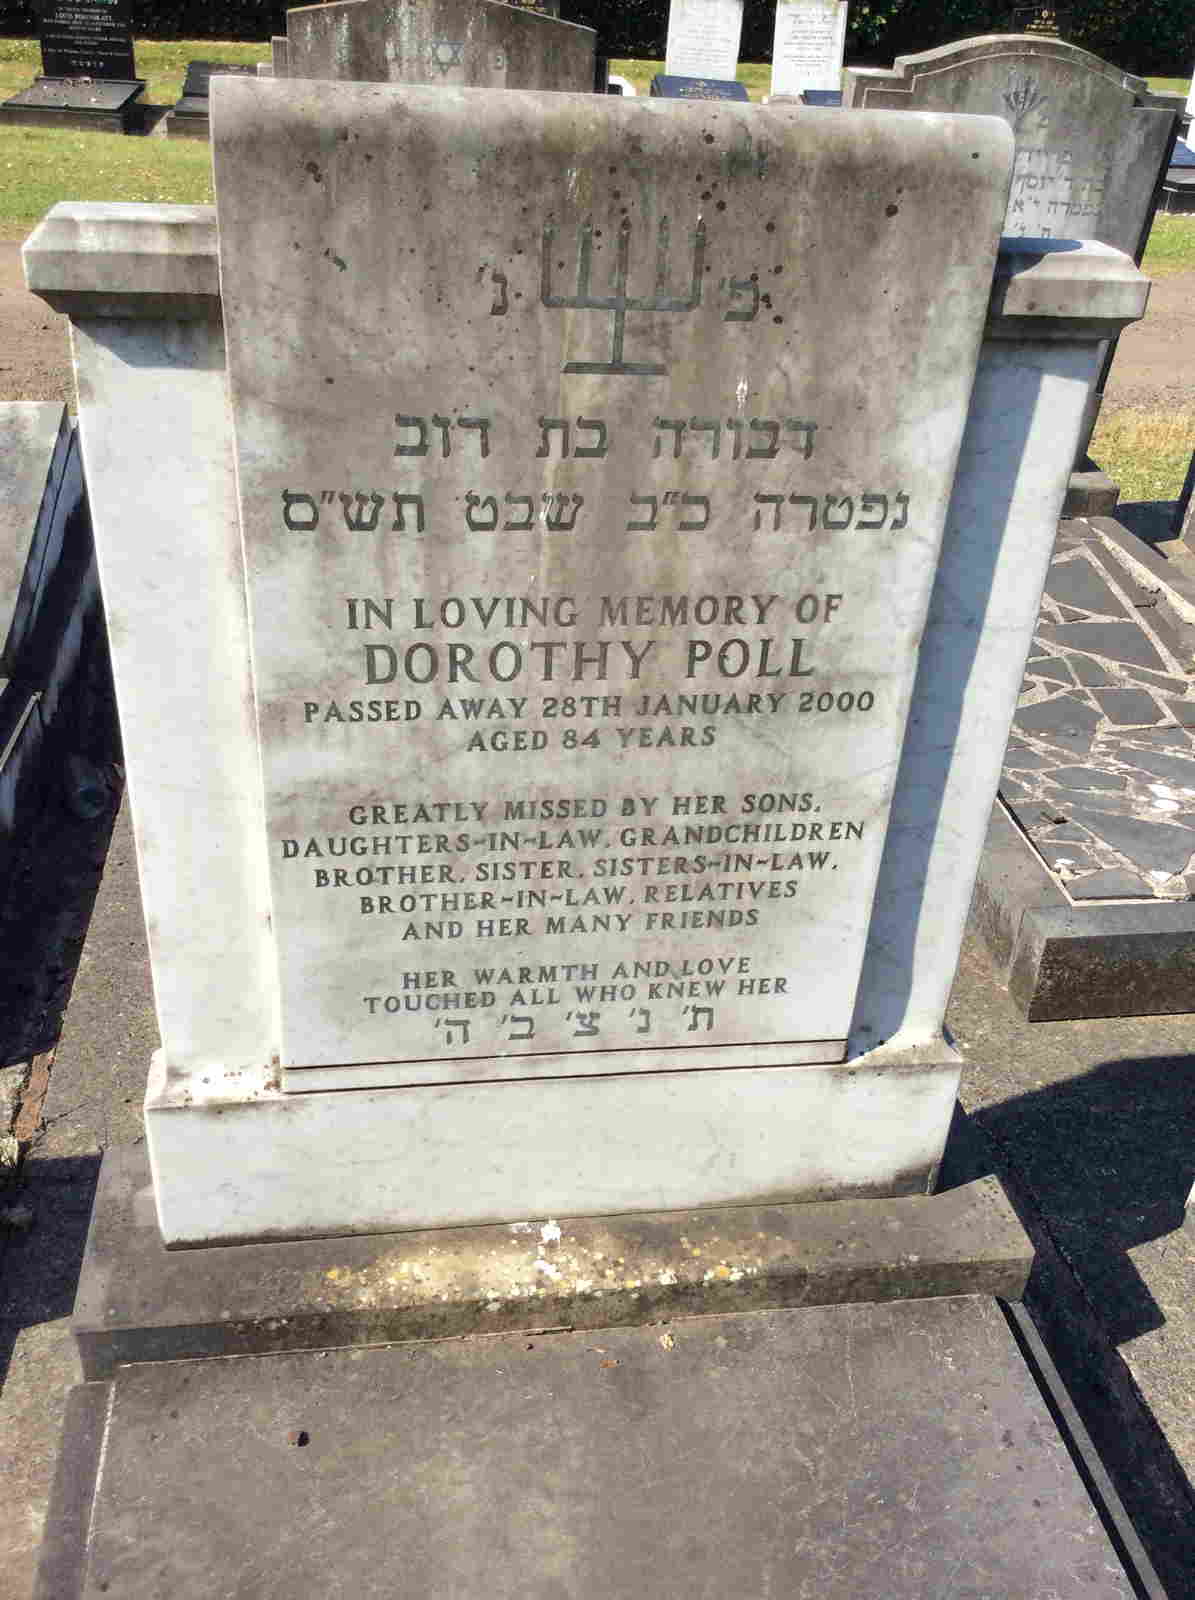 פ' נ'
דבורה בת דוב
נפטרה כ"ב שבט תש"ס
IN LOVING MEMORY OF
DOROTHY POLL
PASSED AWAY 28TH JANUARY 2000
AGED 84 YEARS
GREATLY MISSED BY HER SONS,
DAUGHTERS-IN-LAW, GRANDCHILDREN
BROTHER, SISTER, SISTERS-IN-LAW,
BROTHER-IN-LAW, RELATIVES
AND HER MANY FRIENDS
HER WARMTH AND LOVE
TOUCHED ALL WHO KNEW HER
ת' נ' צ' ב' ה'